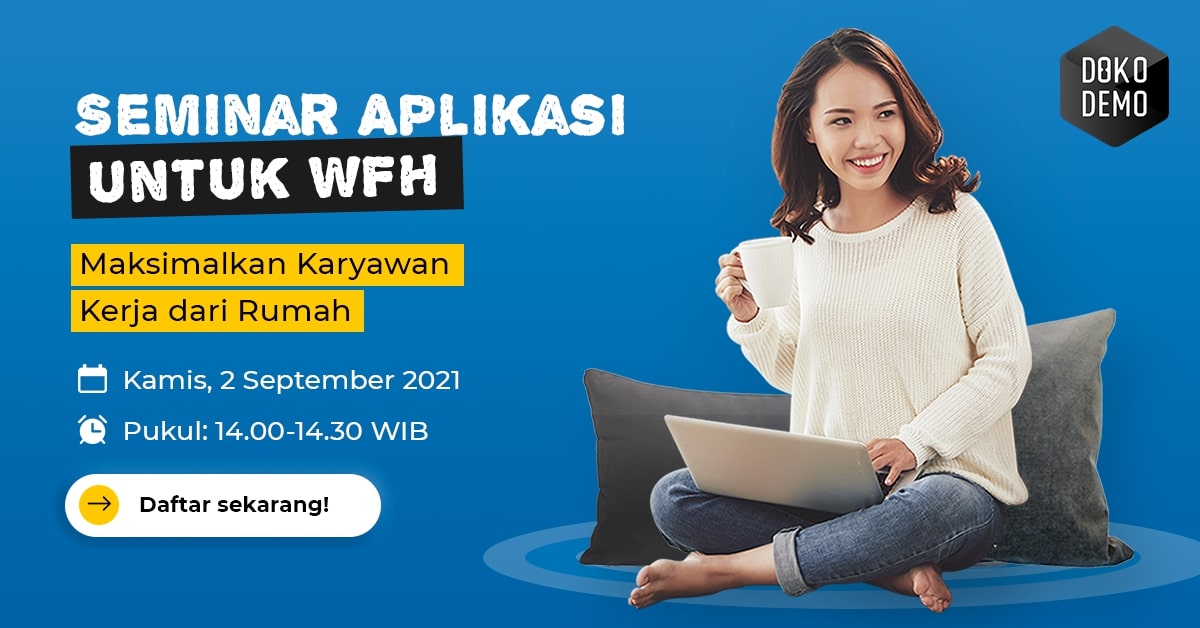 SEMINAR APLIKASI
UNTUK WFH
Maksimalkan Karyawan
Kerja dari Rumah
Kamis, 2 September 2021
Pukul: 14.00-14.30 WIB
Daftar sekarang!
DOKO
DEMO